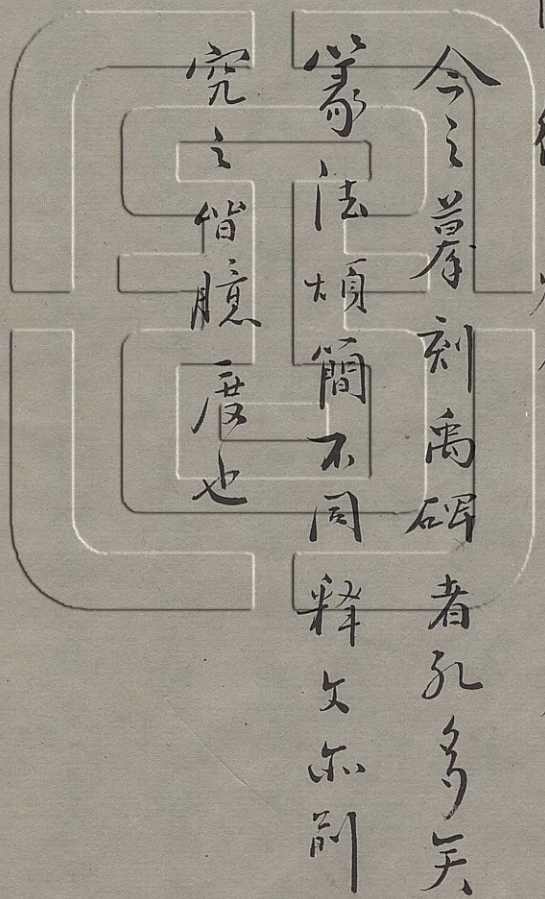 今之摹刻禹碑者孔多矣
篆法煩簡不同釋文亦別
究之皆臆度也